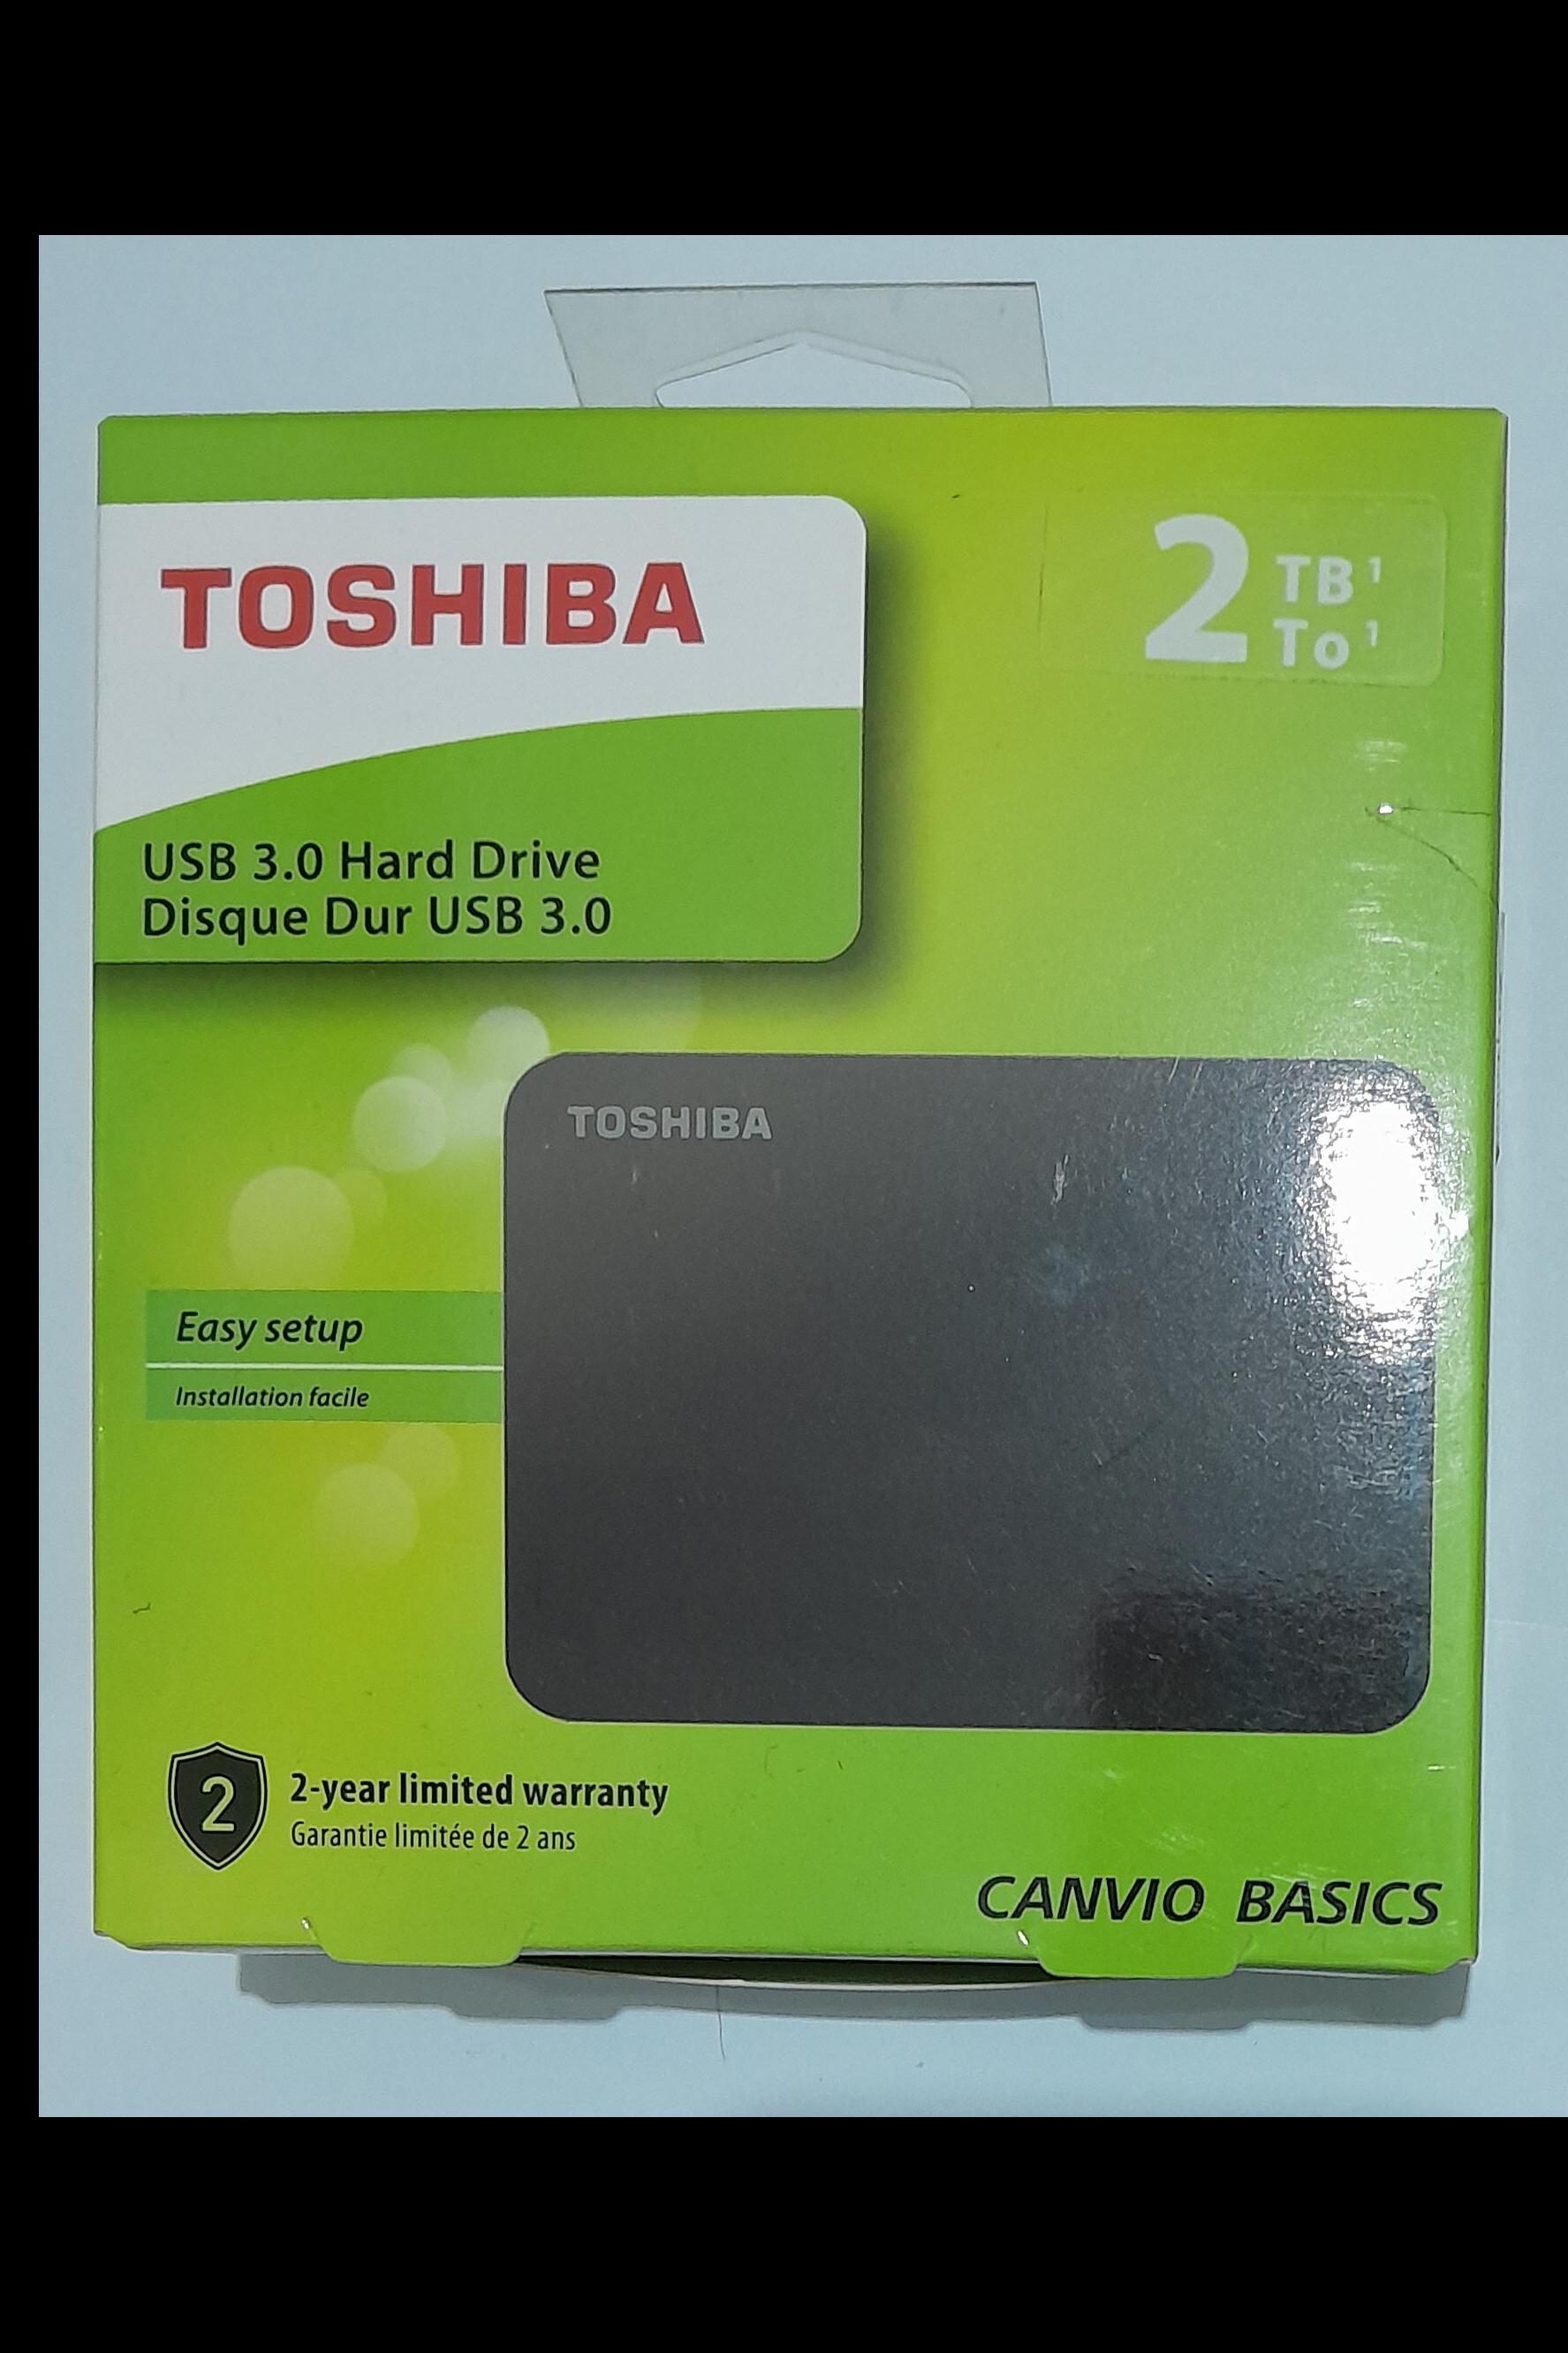 TOSHIBA
2 TB¹
To¹
USB 3.0 Hard Drive
Disque Dur USB 3.0
TOSHIBA
Easy setup
Installation facile
2
2-year limited warranty
Garantie limitée de 2 ans
CANVIO BASICS